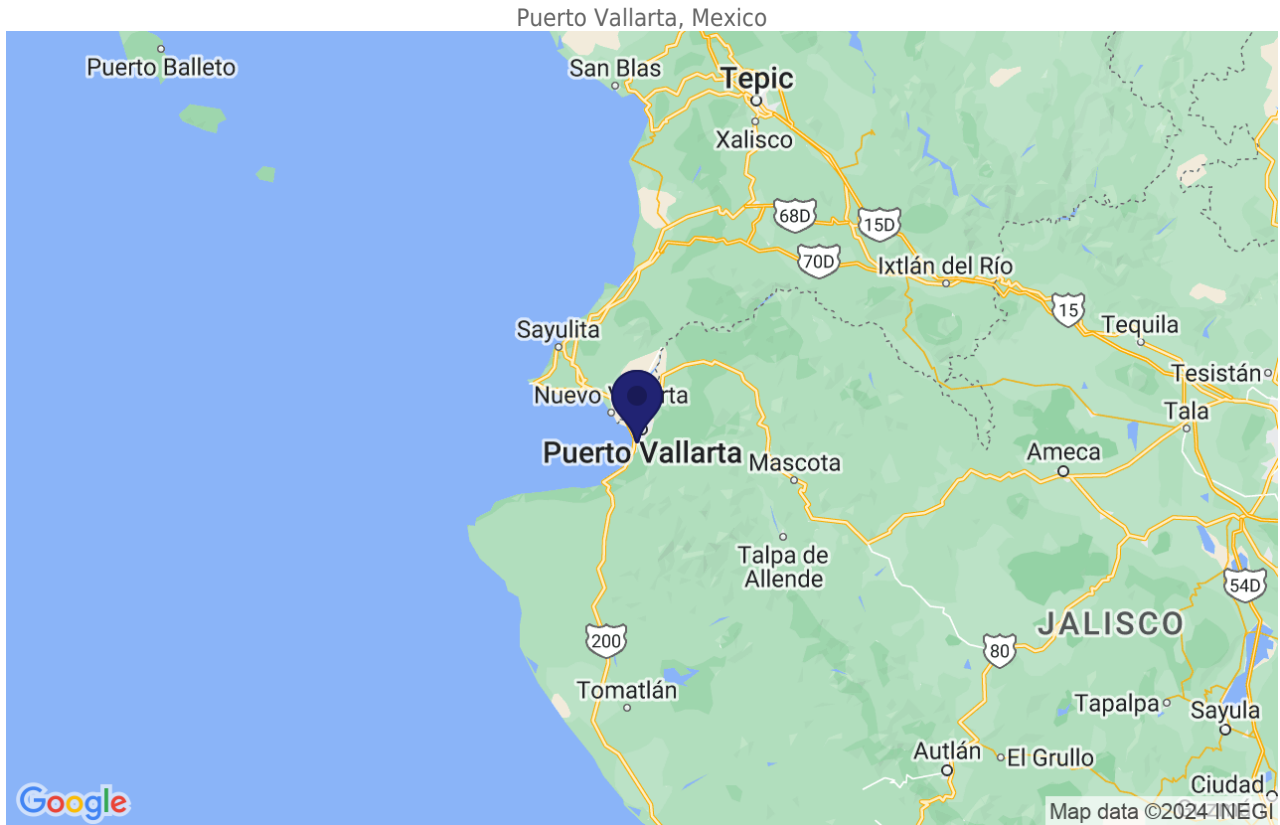 Puerto Vallarta, Mexico
Puerto Balleto
San Blas
Tepic
Xalisco
68D
15D
70D
Ixtlán del Río
15
Tequila
Sayulita
Tesistán
Nuevo
Tala
Puerto Vallarta
Mascota
Ameca
Talpa de
Allende
54D
JALISCO
200
80
Tomatlán
Tapalpa
Sayula
Autlán
El Grullo
Ciudad
Google
Map data ©2024 INEGI